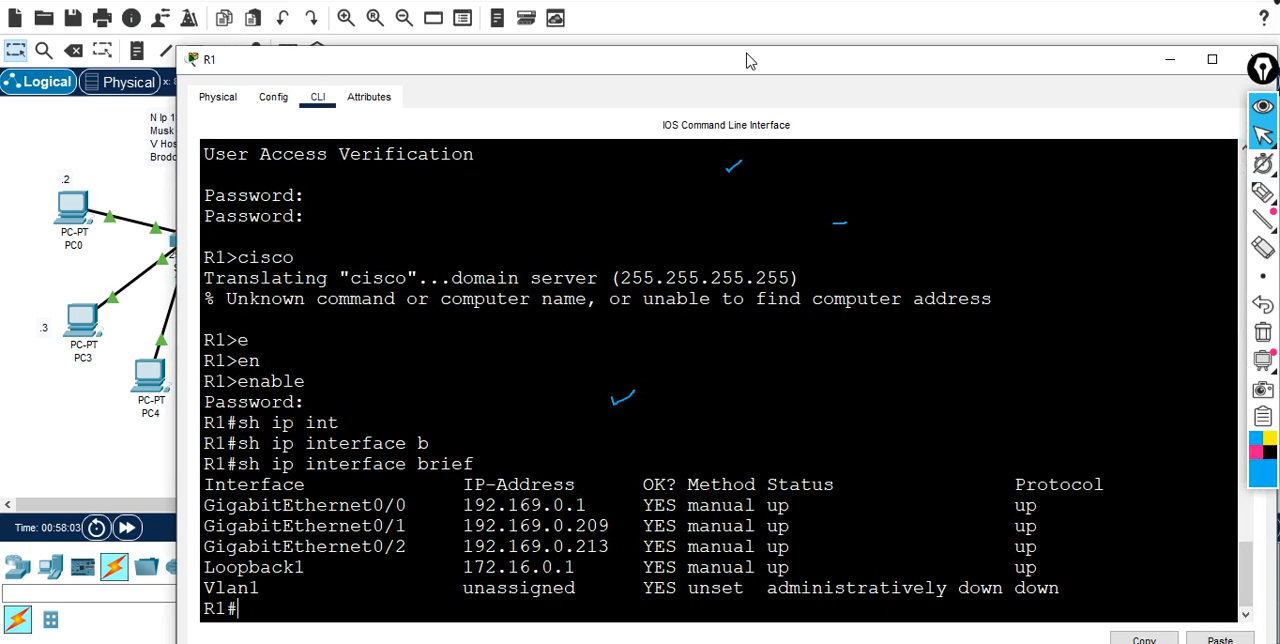 ?
R1
Logical
Physical
x:
Physical
Config
CLI
Attributes
IOS Command Line Interface
N Ip
Musk
V Hos
Brodo
.2
PC-PT
PC0
.3
PC-PT
PC3
PC-PT
PC4
User Access Verification
Password:
Password:
R1>cisco
Translating "cisco"...domain server (255.255.255.255)
% Unknown command or computer name, or unable to find computer address
R1>e
R1>en
R1>enable
Password:
R1#sh ip int
R1#sh ip interface b
R1#sh ip interface brief
Interface IP-Address OK? Method Status Protocol
GigabitEthernet0/0 192.169.0.1 YES manual up up
GigabitEthernet0/1 192.169.0.209 YES manual up up
GigabitEthernet0/2 192.169.0.213 YES manual up up
Loopback1 172.16.0.1 YES manual up up
Vlan1 unassigned YES unset administratively down down
R1#
Time: 00:58:03
Copy
Paste